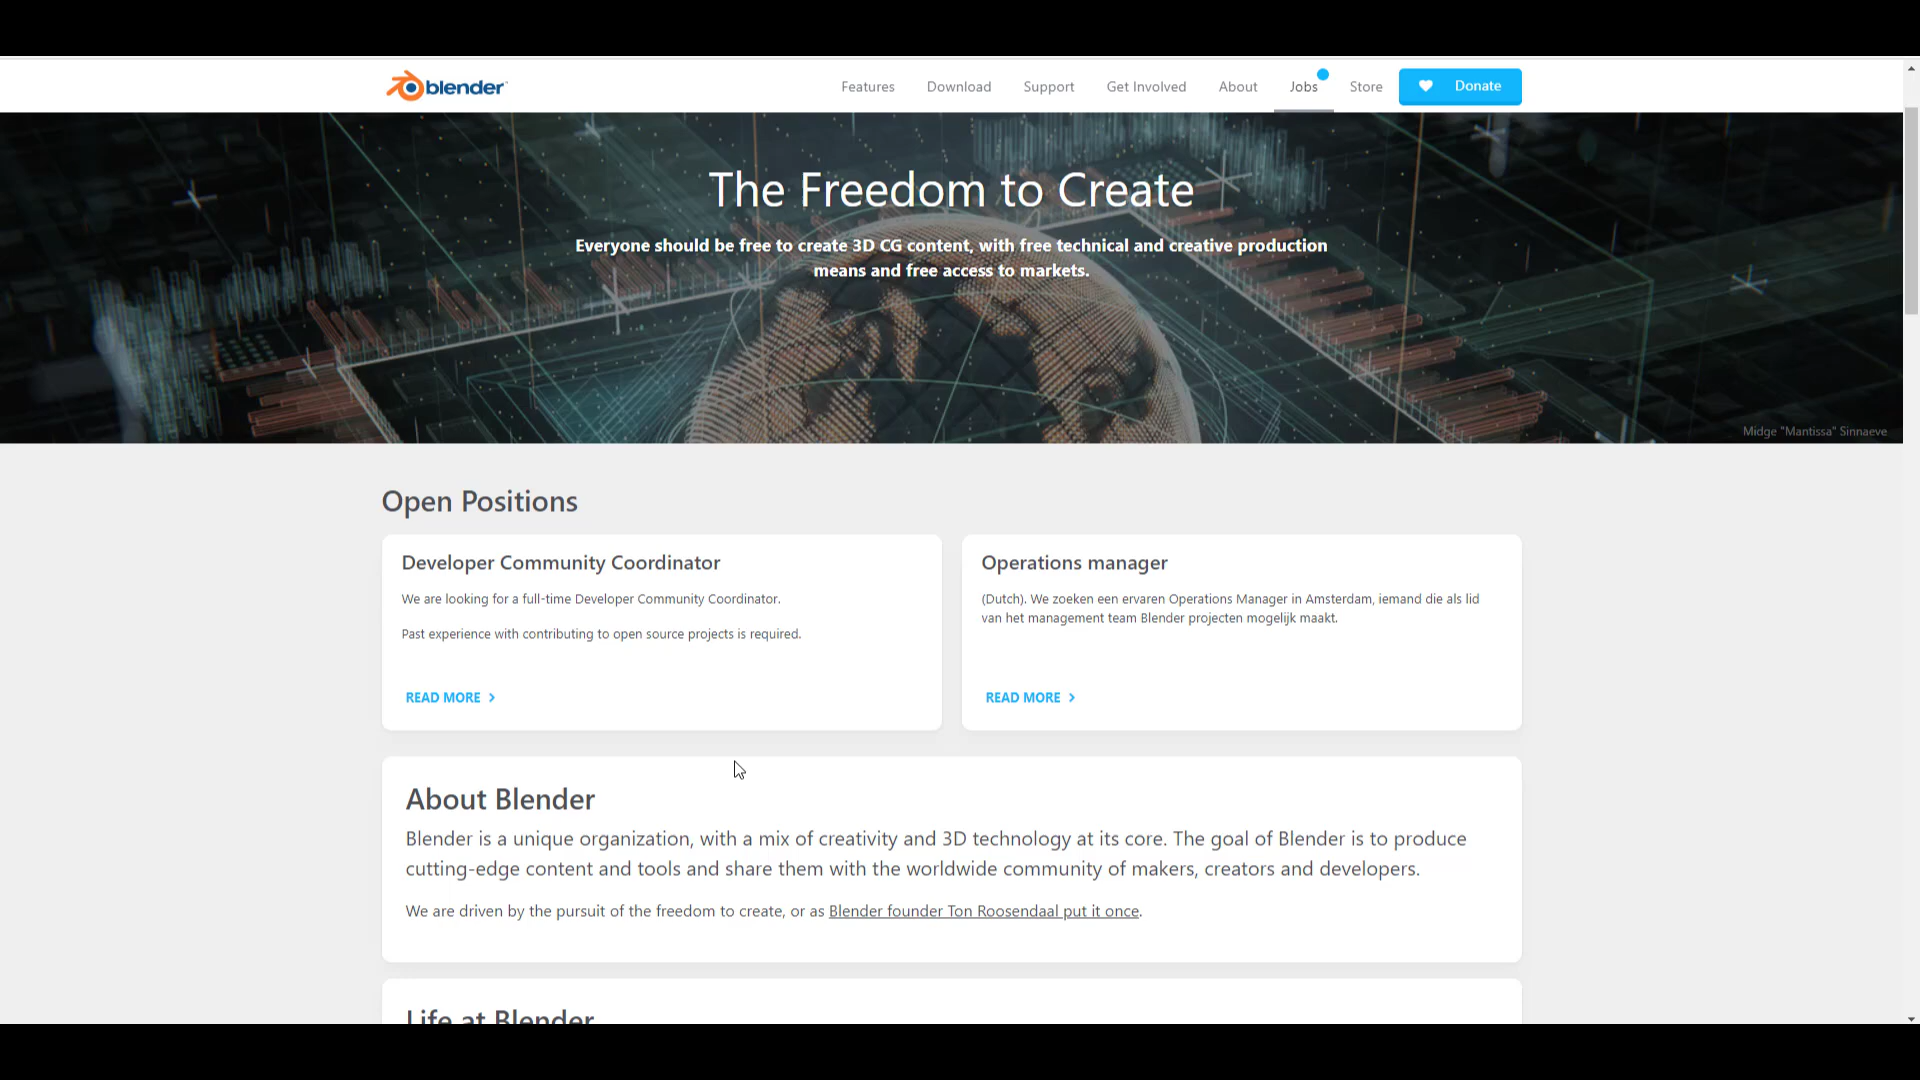 blender
Features Download Support Get Involved About Jobs Store Donate
The Freedom to Create
Everyone should be free to create 3D CG content, with free technical and creative production
means and free access to markets.
Midge "Mantissa" Sinnaeve
Open Positions
Developer Community Coordinator
We are looking for a full-time Developer Community Coordinator.
Past experience with contributing to open source projects is required.
READ MORE
Operations manager
(Dutch). We zoeken een ervaren Operations Manager in Amsterdam, iemand die als lid
van het management team Blender projecten mogelijk maakt.
READ MORE
About Blender
Blender is a unique organization, with a mix of creativity and 3D technology at its core. The goal of Blender is to produce
cutting-edge content and tools and share them with the worldwide community of makers, creators and developers.
We are driven by the pursuit of the freedom to create, or as Blender founder Ton Roosendaal put it once.
Life at Blender